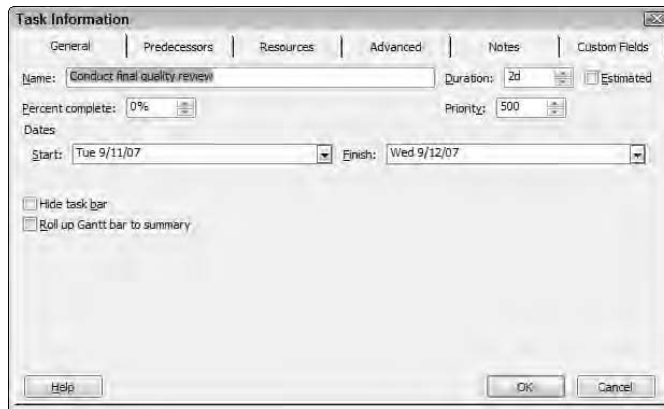 Task Information
General Predecessors Resources Advanced Notes Custom Fields
Name: Conduct final quality review Duration: 2d Estimated
Percent complete: 0% Priority: 500
Dates
Start: Tue 9/11/07 Finish: Wed 9/12/07
Hide task bar
Roll up Gantt bar to summary
Help OK Cancel